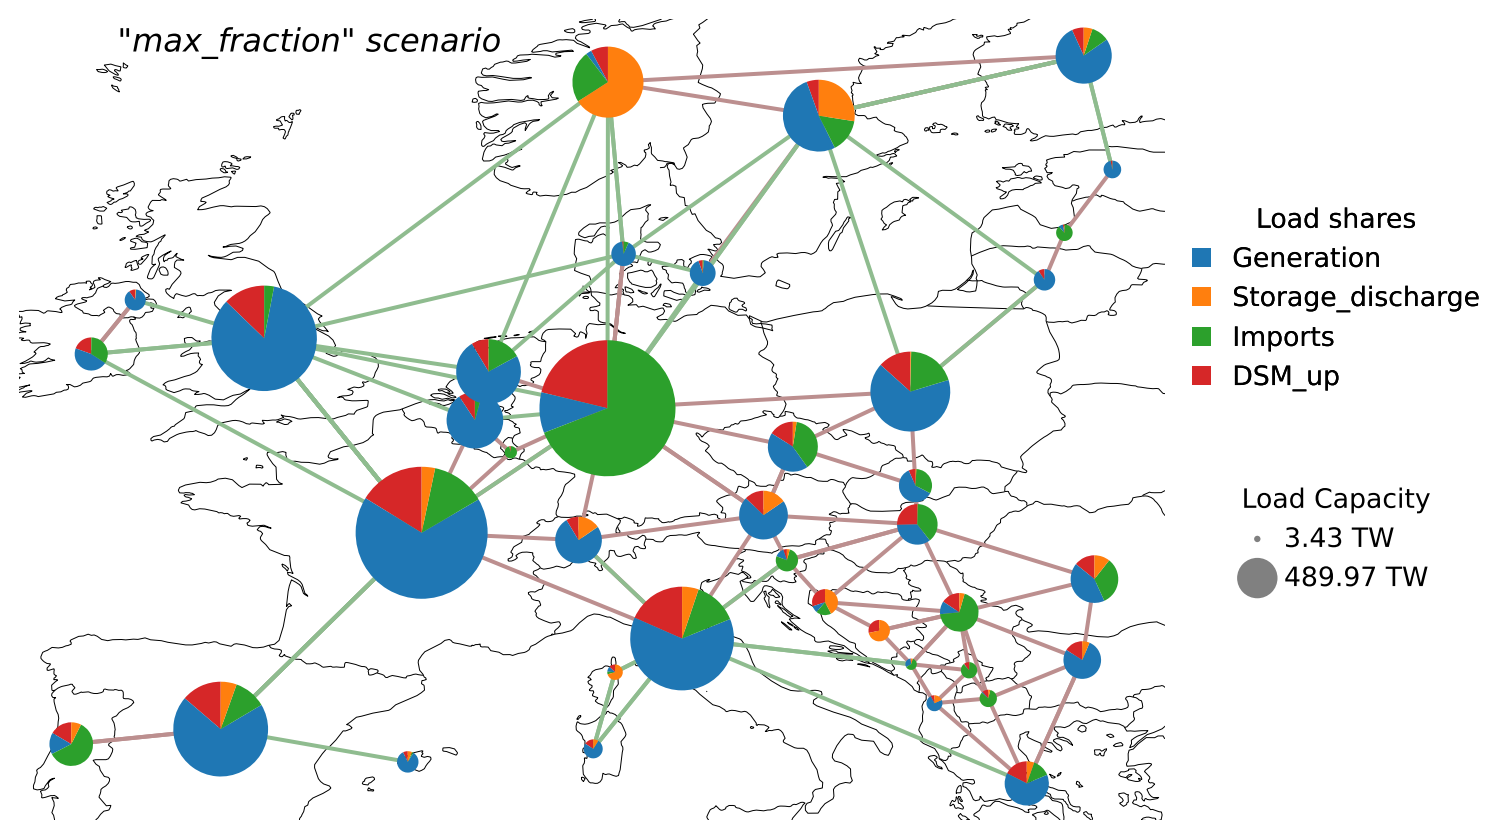 "max_fraction" scenario
Load shares
Generation
Storage_discharge
Imports
DSM_up
Load Capacity
3.43 TW
489.97 TW